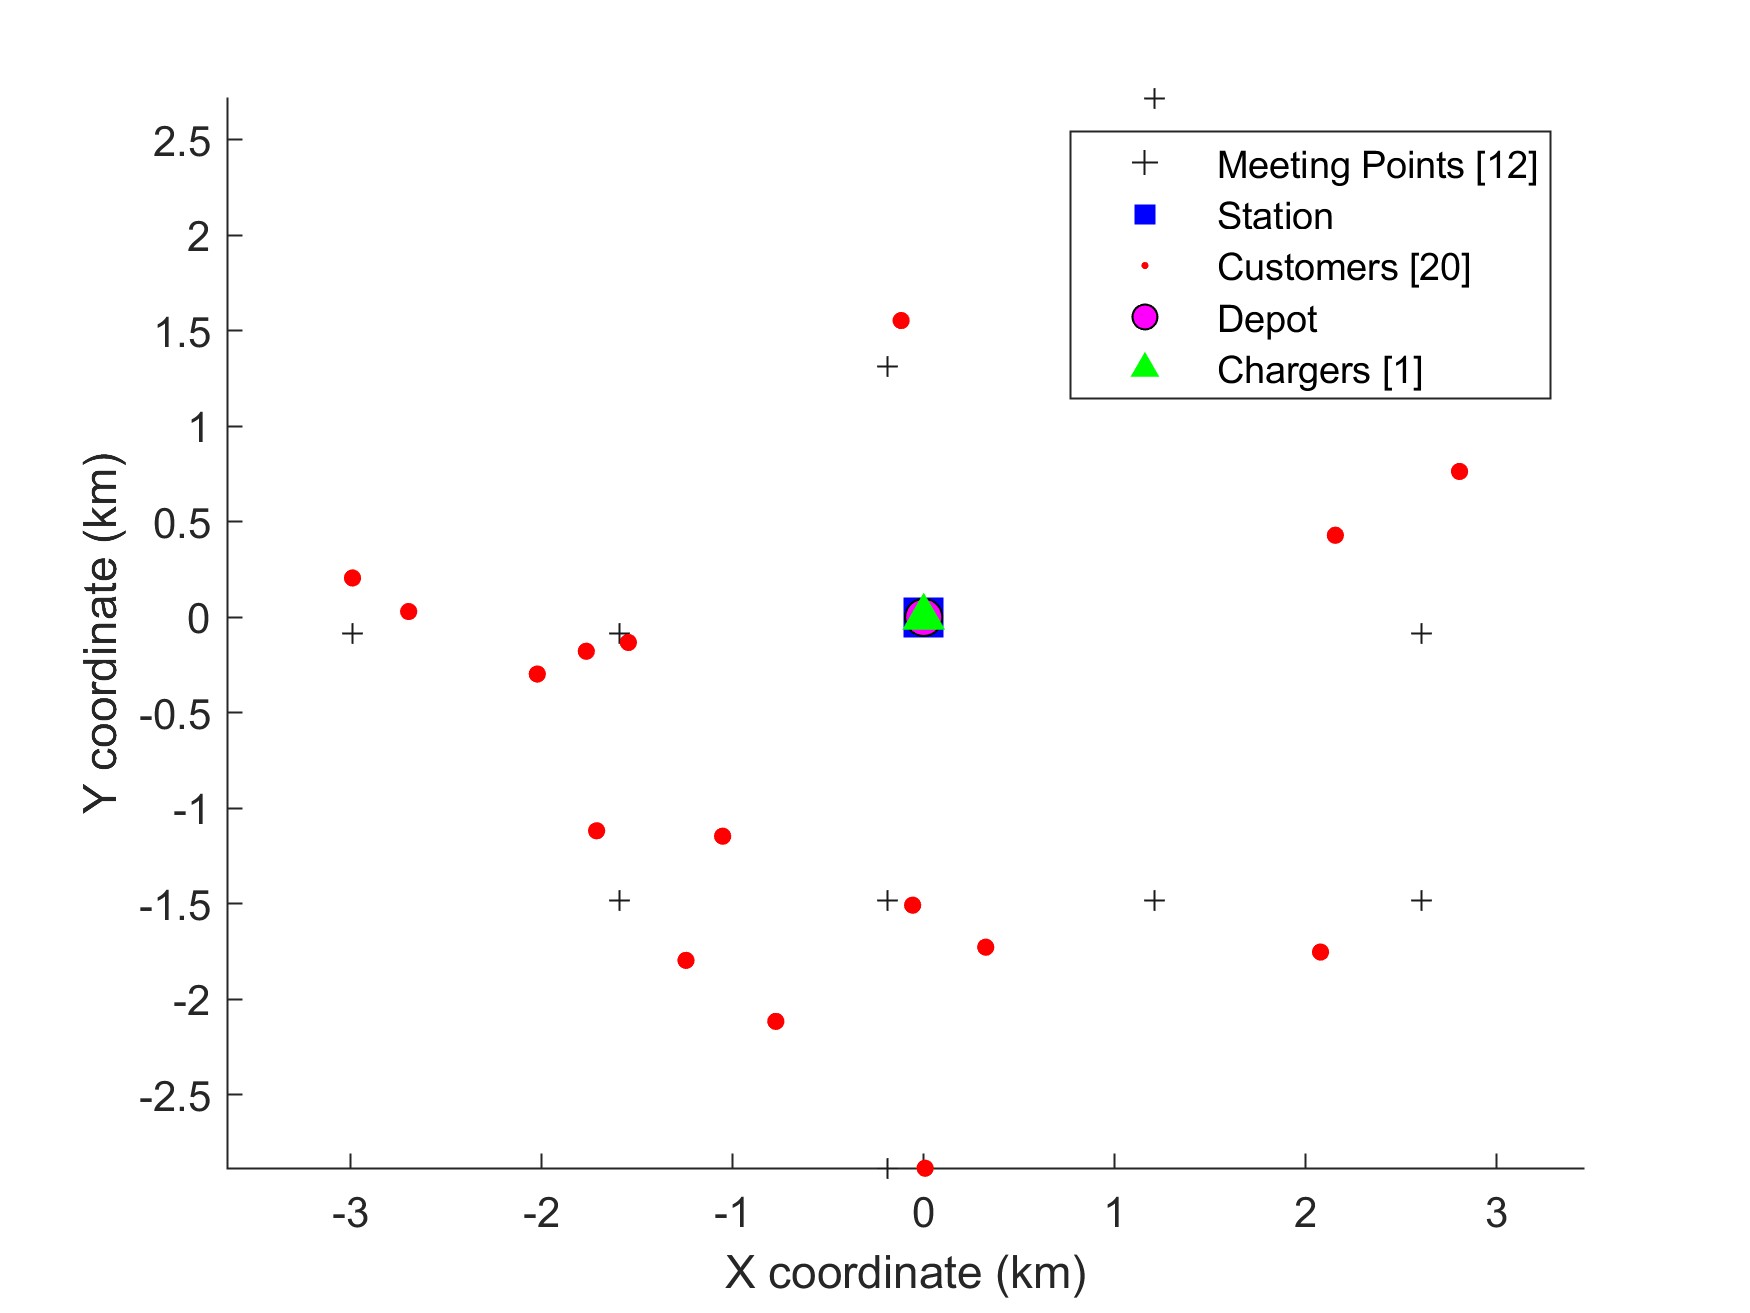 2.5
2
1.5
1
0.5
0
-0.5
-1
-1.5
-2
-2.5
Y coordinate (km)
Meeting Points [12]
Station
Customers [20]
Depot
Chargers [1]
-3 -2 -1 0 1 2 3
X coordinate (km)